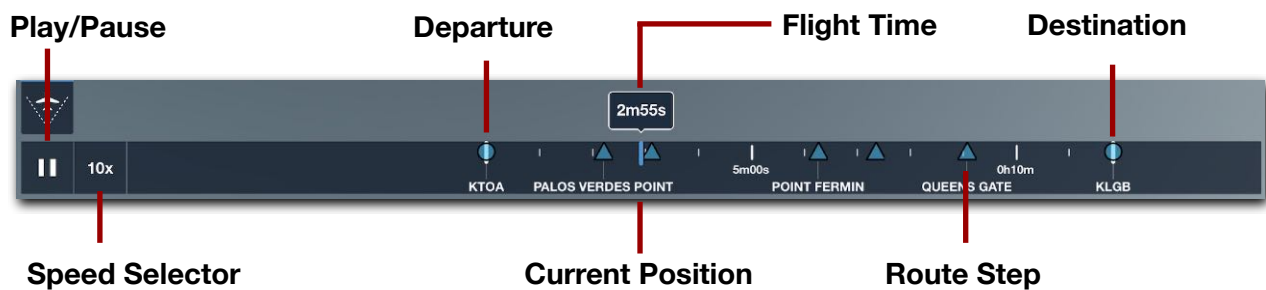 Play/Pause
Departure
Flight Time
Destination
2m55s
10x
5m00s
0h10m
KTOA
PALOS VERDES POINT
POINT FERMIN
QUEENS GATE
KLGB
Speed Selector
Current Position
Route Step